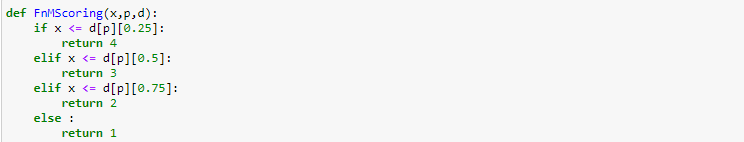 def FnMScoring(x,p,d):
    if x <= d[p][0.25]:
        return 4
    elif x <= d[p][0.5]:
        return 3
    elif x <= d[p][0.75]:
        return 2
    else :
        return 1